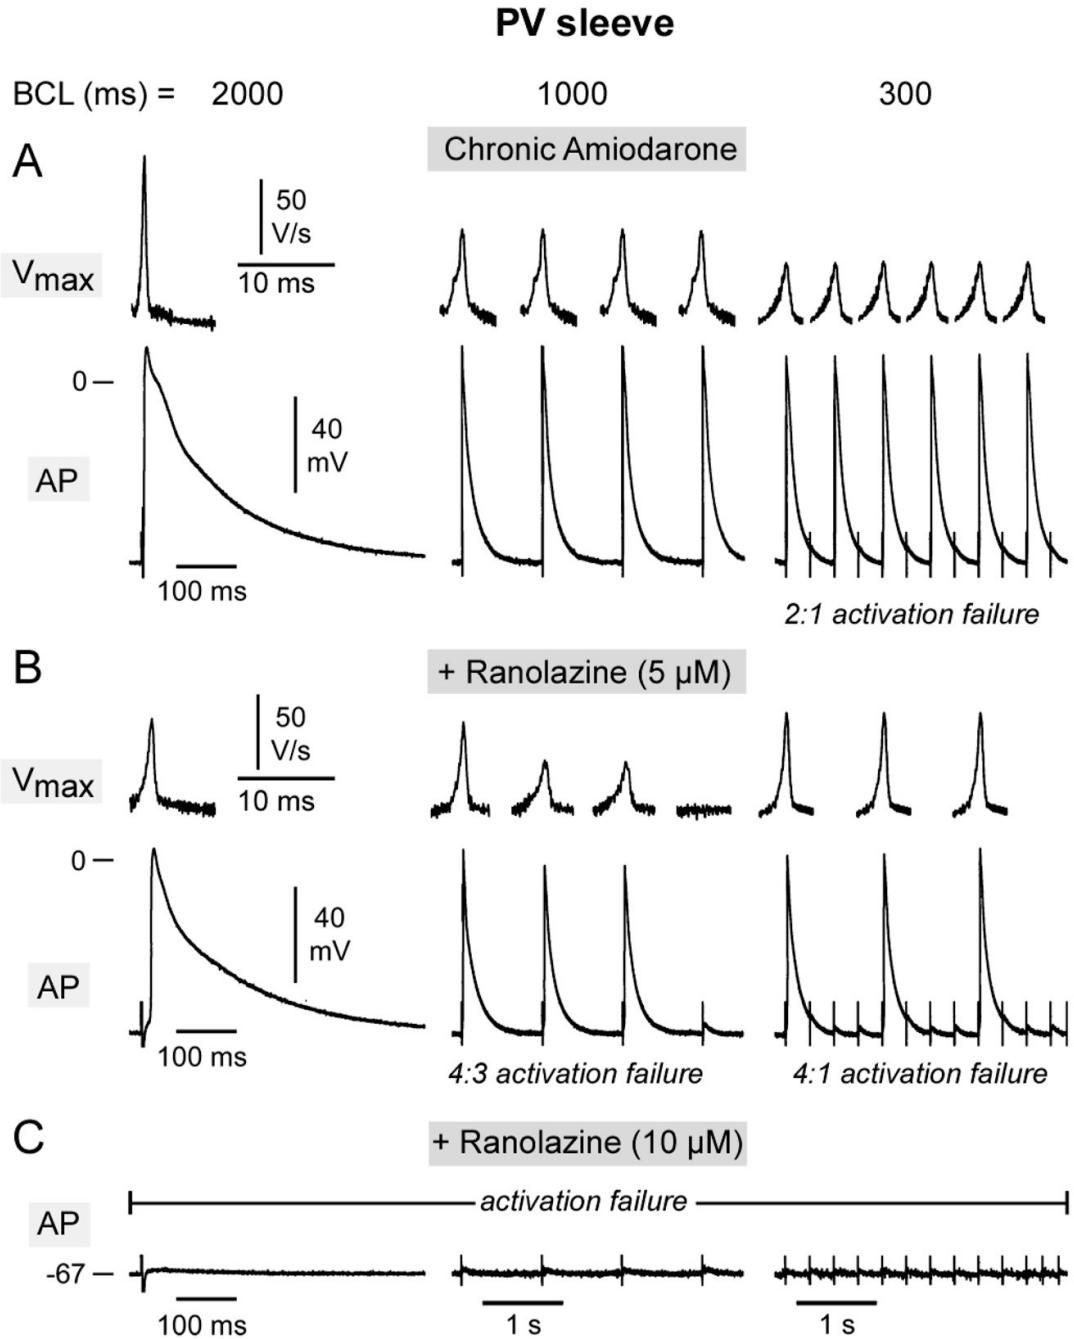 PV sleeve
BCL (ms) = 2000 1000 300
A
Chronic Amiodarone
50
V/s
10 ms
Vmax
0
40
mV
AP
100 ms
2:1 activation failure
B
+ Ranolazine (5 µM)
50
V/s
10 ms
Vmax
0
40
mV
AP
100 ms
4:3 activation failure
4:1 activation failure
C
+ Ranolazine (10 µM)
activation failure
AP
-67
100 ms
1 s
1 s